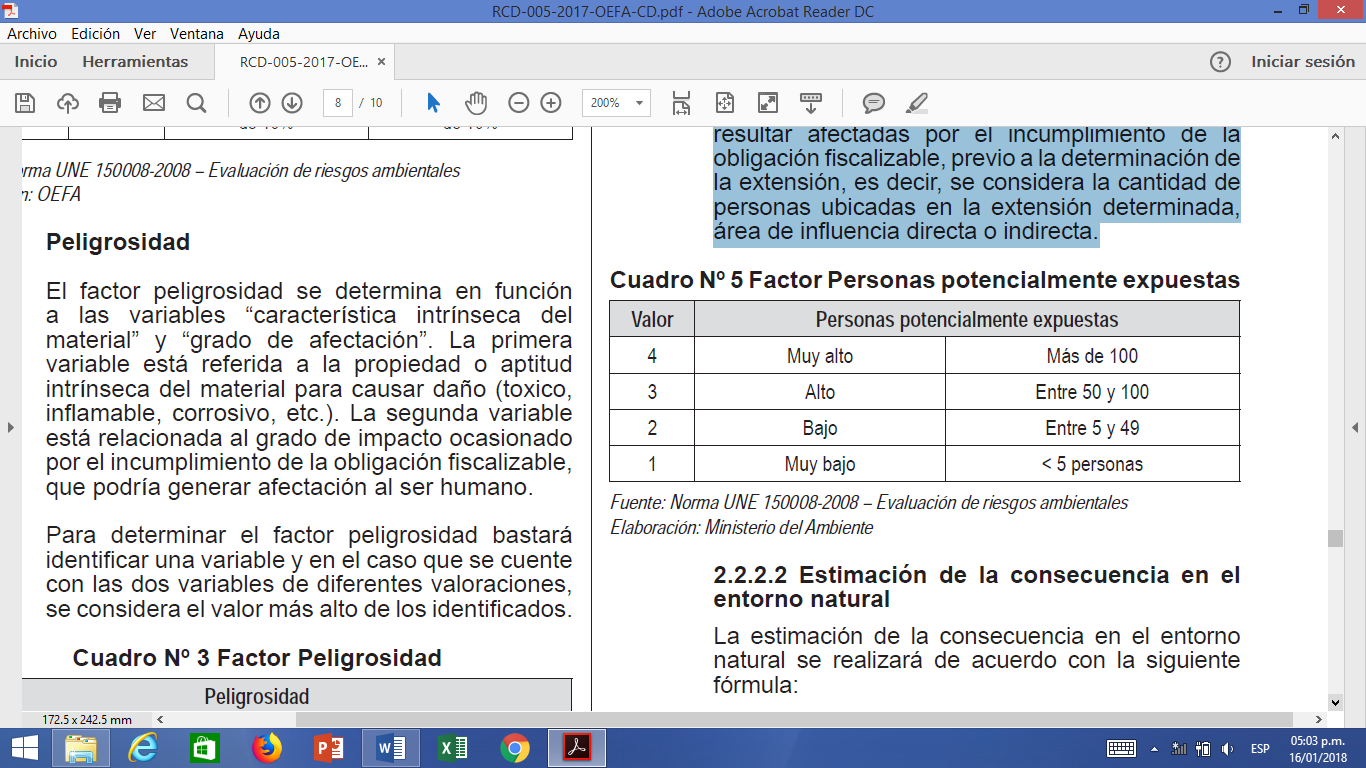 RCD-005-2017-OEFA-CD.pdf - Adobe Acrobat Reader DC
Archivo Edición Ver Ventana Ayuda
Inicio Herramientas RCD-005-2017-OE... × Iniciar sesión
8 / 10 200%
rma UNE 150008-2008 – Evaluación de riesgos ambientales
n: OEFA
Peligrosidad
El factor peligrosidad se determina en función
a las variables “característica intrínseca del
material” y “grado de afectación”. La primera
variable está referida a la propiedad o aptitud
intrínseca del material para causar daño (toxico,
inflamable, corrosivo, etc.). La segunda variable
está relacionada al grado de impacto ocasionado
por el incumplimiento de la obligación fiscalizable,
que podría generar afectación al ser humano.
Para determinar el factor peligrosidad bastará
identificar una variable y en el caso que se cuente
con las dos variables de diferentes valoraciones,
se considera el valor más alto de los identificados.
Cuadro Nº 3 Factor Peligrosidad
Peligrosidad
resultar afectadas por el incumplimiento de la
obligación fiscalizable, previo a la determinación de
la extensión, es decir, se considera la cantidad de
personas ubicadas en la extensión determinada,
área de influencia directa o indirecta.
Cuadro Nº 5 Factor Personas potencialmente expuestas
Valor Personas potencialmente expuestas
4 Muy alto Más de 100
3 Alto Entre 50 y 100
2 Bajo Entre 5 y 49
1 Muy bajo < 5 personas
Fuente: Norma UNE 150008-2008 – Evaluación de riesgos ambientales
Elaboración: Ministerio del Ambiente
2.2.2.2 Estimación de la consecuencia en el
entorno natural
La estimación de la consecuencia en el entorno
natural se realizará de acuerdo con la siguiente
fórmula:
172.5 x 242.5 mm
ESP
05:03 p.m.
16/01/2018